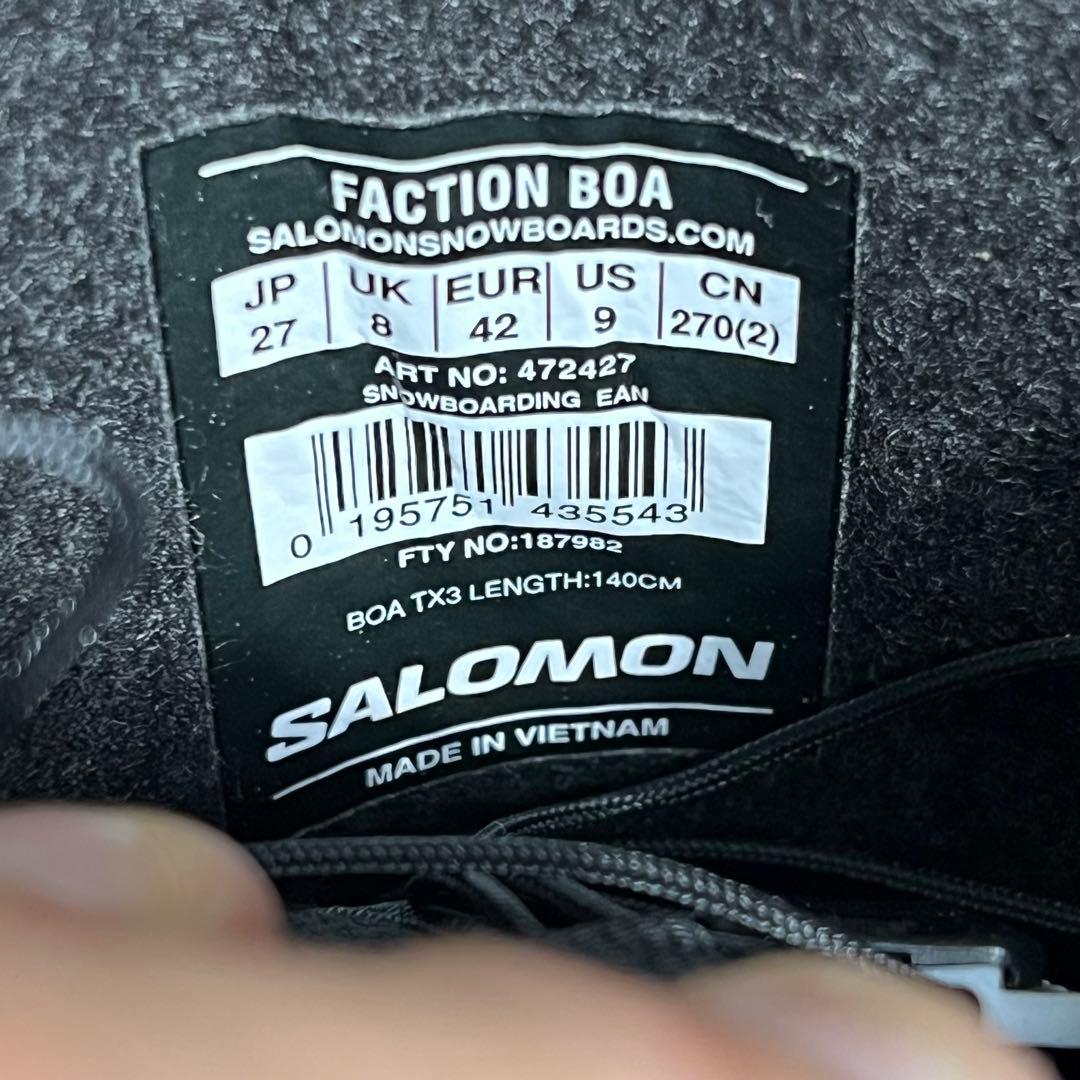 FACTION BOA
SALOMONSNOWBOARDS.COM
JP UK EUR US CN
27 8 42 9 270(2)
ART NO: 472427
SNOWBOARDING EAN
0 195751 435543
FTY NO:187982
BOA TX3 LENGTH:140CM
SALOMON
MADE IN VIETNAM